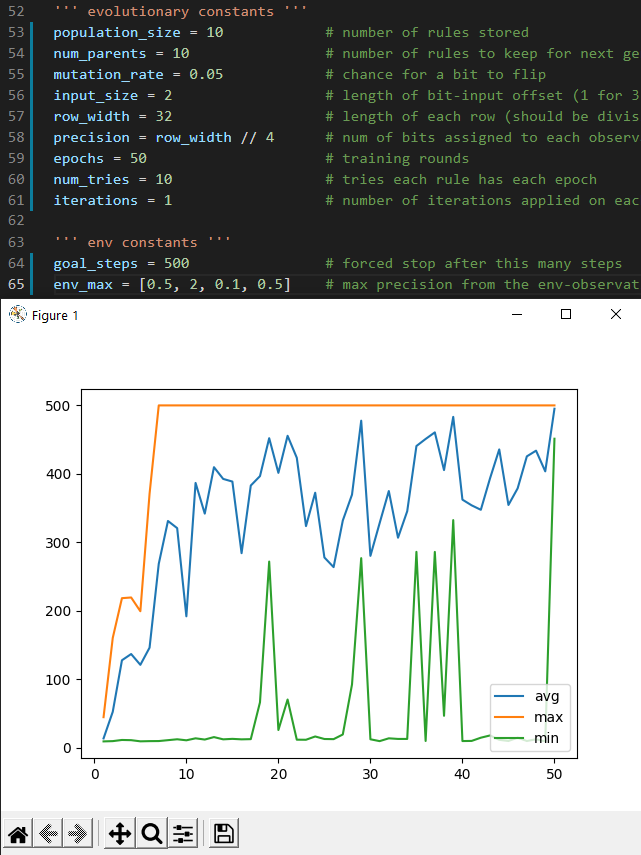 52 ''' evolutionary constants '''
53 population_size = 10 # number of rules stored
54 num_parents = 10 # number of rules to keep for next ge
55 mutation_rate = 0.05 # chance for a bit to flip
56 input_size = 2 # length of bit-input offset (1 for 3
57 row_width = 32 # length of each row (should be divis
58 precision = row_width // 4 # num of bits assigned to each observ
59 epochs = 50 # training rounds
60 num_tries = 10 # tries each rule has each epoch
61 iterations = 1 # number of iterations applied on eac
62
63 ''' env constants '''
64 goal_steps = 500 # forced stop after this many steps
65 env_max = [0.5, 2, 0.1, 0.5] # max precision from the env-observat
Figure 1
500
400
300
200
100
0
avg
max
min
0 10 20 30 40 50